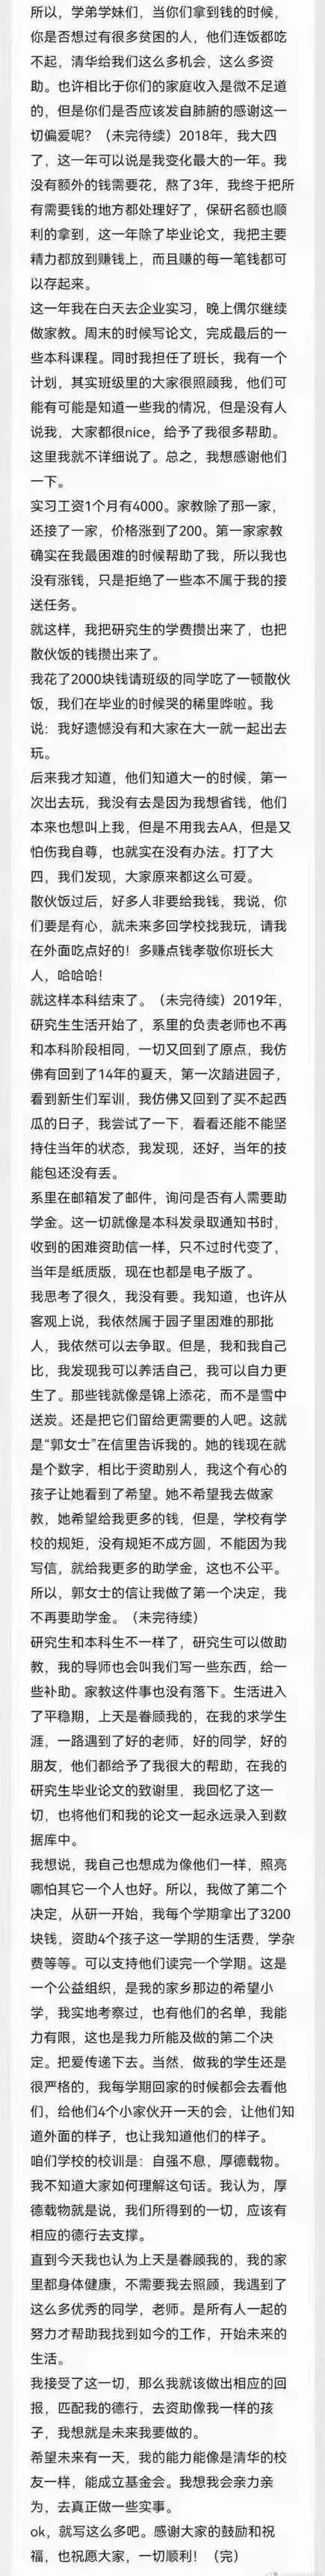 所以，学弟学妹们，当你们拿到钱的时候，
你是否想过有很多贫困的人，他们连饭都吃
不起，清华给我们这么多机会，这么多资
助。也许相比于你们的家庭收入是微不足道
的，但是你们是否应该发自肺腑的感谢这一
切偏爱呢？（未完待续）2018年，我大四
了，这一年可以说是我变化最大的一年。我
没有额外的钱需要花，熬了3年，我终于把所
有需要钱的地方都处理好了，保研名额也顺
利的拿到，这一年除了毕业论文，我把主要
精力都放到赚钱上，而且赚的每一笔钱都可
以存起来。
这一年我在白天去企业实习，晚上偶尔继续
做家教。周末的时候写论文，完成最后的一
些本科课程。同时我担任了班长，我有一个
计划，其实班级里的大家很照顾我，他们可
能有可能是知道一些我的情况，但是没有人
说我，大家都很nice，给予了我很多帮助。
这里我就不详细说了。总之，我想感谢他们
一下。
实习工资1个月有4000。家教除了那一家，
还接了一家，价格涨到了200。第一家家教
确实在我最困难的时候帮助了我，所以我也
没有涨钱，只是拒绝了一些本不属于我的接
送任务。
就这样，我把研究生的学费攒出来了，也把
散伙饭的钱攒出来了。
我花了2000块钱请班级的同学吃了一顿散伙
饭，我们在毕业的时候哭的稀里哗啦。我
说：我好遗憾没有和大家在大一就一起出去
玩。
后来我才知道，他们知道大一的时候，第一
次出去玩，我没有去是因为我想省钱，他们
本来也想叫上我，但是不用我去AA，但是又
怕伤我自尊，也就实在没有办法。打了大
四，我们发现，大家原来都这么可爱。
散伙饭过后，好多人非要给我钱，我说，你
们要是有心，就未来多回学校找我玩，请我
在外面吃点好的！多赚点钱孝敬你班长大
人，哈哈哈！
就这样本科结束了。（未完待续）2019年，
研究生生活开始了，系里的负责老师也不再
和本科阶段相同，一切又回到了原点，我仿
佛有回到了14年的夏天，第一次踏进园子，
看到新生们军训，我仿佛又回到了买不起西
瓜的日子，我尝试了一下，看看还能不能坚
持住当年的状态，我发现，还好，当年的技
能包还没有丢。
系里在邮箱发了邮件，询问是否有人需要助
学金。这一切就像是本科发录取通知书时，
收到的困难资助信一样，只不过时代变了，
当年是纸质版，现在也都是电子版了。
我思考了很久，我没有要。我知道，也许从
客观上说，我依然属于园子里困难的那批
人，我依然可以去争取。但是，我和我自己
比，我发现我可以养活自己，我可以自力更
生了。那些钱就像是锦上添花，而不是雪中
送炭。还是把它们留给更需要的人吧。这就
是“郭女士”在信里告诉我的。她的钱现在就
是个数字，相比于资助别人，我这个有心的
孩子让她看到了希望。她不希望我去做家
教，她希望给我更多的钱，但是，学校有学
校的规矩，没有规矩不成方圆，不能因为我
写信，就给我更多的助学金，这也不公平。
所以，郭女士的信让我做了第一个决定，我
不再要助学金。（未完待续）
研究生和本科生不一样了，研究生可以做助
教，我的导师也会叫我们写一些东西，给一
些补助。家教这件事也没有落下。生活进入
了平稳期，上天是眷顾我的，在我的求学生
涯，一路遇到了好的老师，好的同学，好的
朋友，他们都给予了我很大的帮助，在我的
研究生毕业论文的致谢里，我回忆了这一
切，也将他们和我的论文一起永远录入到数
据库中。
我想说，我自己也想成为像他们一样，照亮
哪怕其它一个人也好。所以，我做了第二个
决定，从研一开始，我每个学期拿出了3200
块钱，资助4个孩子这一学期的生活费，学杂
费等等。可以支持他们读完一个学期。这是
一个公益组织，是我的家乡那边的希望小
学，我实地考察过，也有他们的名单，我能
力有限，这也是我力所能及做的第二个决
定。把爱传递下去。当然，做我的学生还是
很严格的，我每学期回家的时候都会去看他
们，给他们4个小家伙开一天的会，让他们知
道外面的样子，也让我知道他们的样子。
咱们学校的校训是：自强不息，厚德载物。
我不知道大家如何理解这句话。我认为，厚
德载物就是说，我们所得到的一切，应该有
相应的德行去支撑。
直到今天我也认为上天是眷顾我的，我的家
里都身体健康，不需要我去照顾，我遇到了
这么多优秀的同学，老师。是所有人一起的
努力才帮助我找到如今的工作，开始未来的
生活。
我接受了这一切，那么我就该做出相应的回
报，匹配我的德行，去资助像我一样的孩
子，我想就是未来我要做的。
希望未来有一天，我的能力能像是清华的校
友一样，能成立基金会。我想我会亲力亲
为，去真正做一些实事。
ok，就写这么多吧。感谢大家的鼓励和祝
福，也祝愿大家，一切顺利！（完）